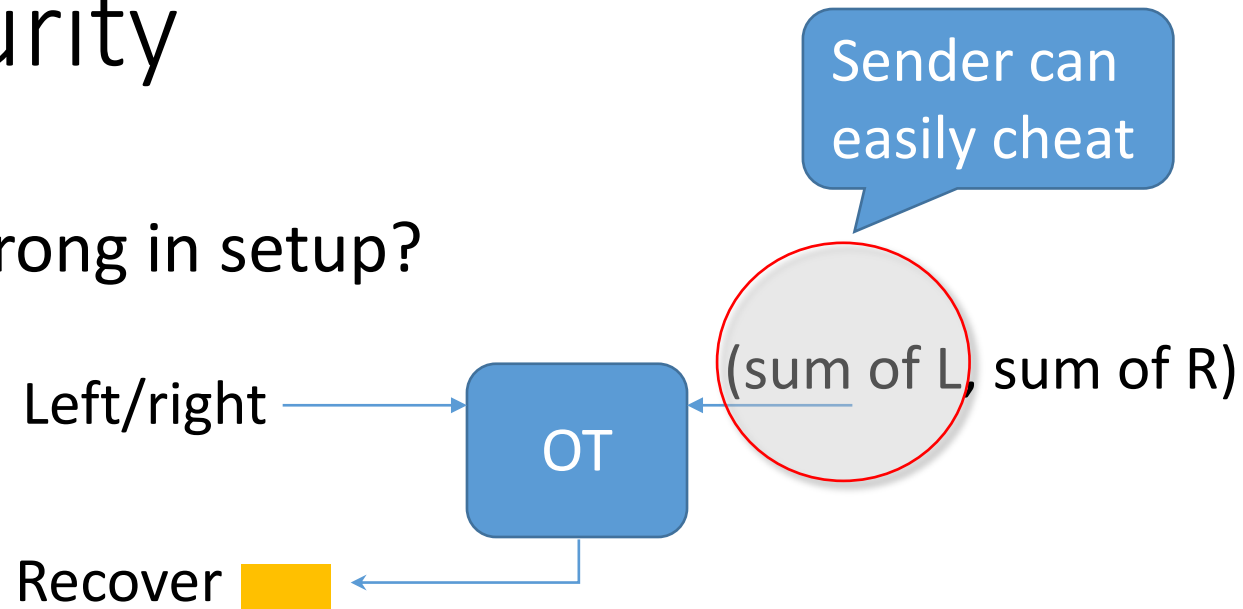 urity
Sender can
easily cheat
rong in setup?
(sum of L, sum of R)
Left/right
OT
Recover